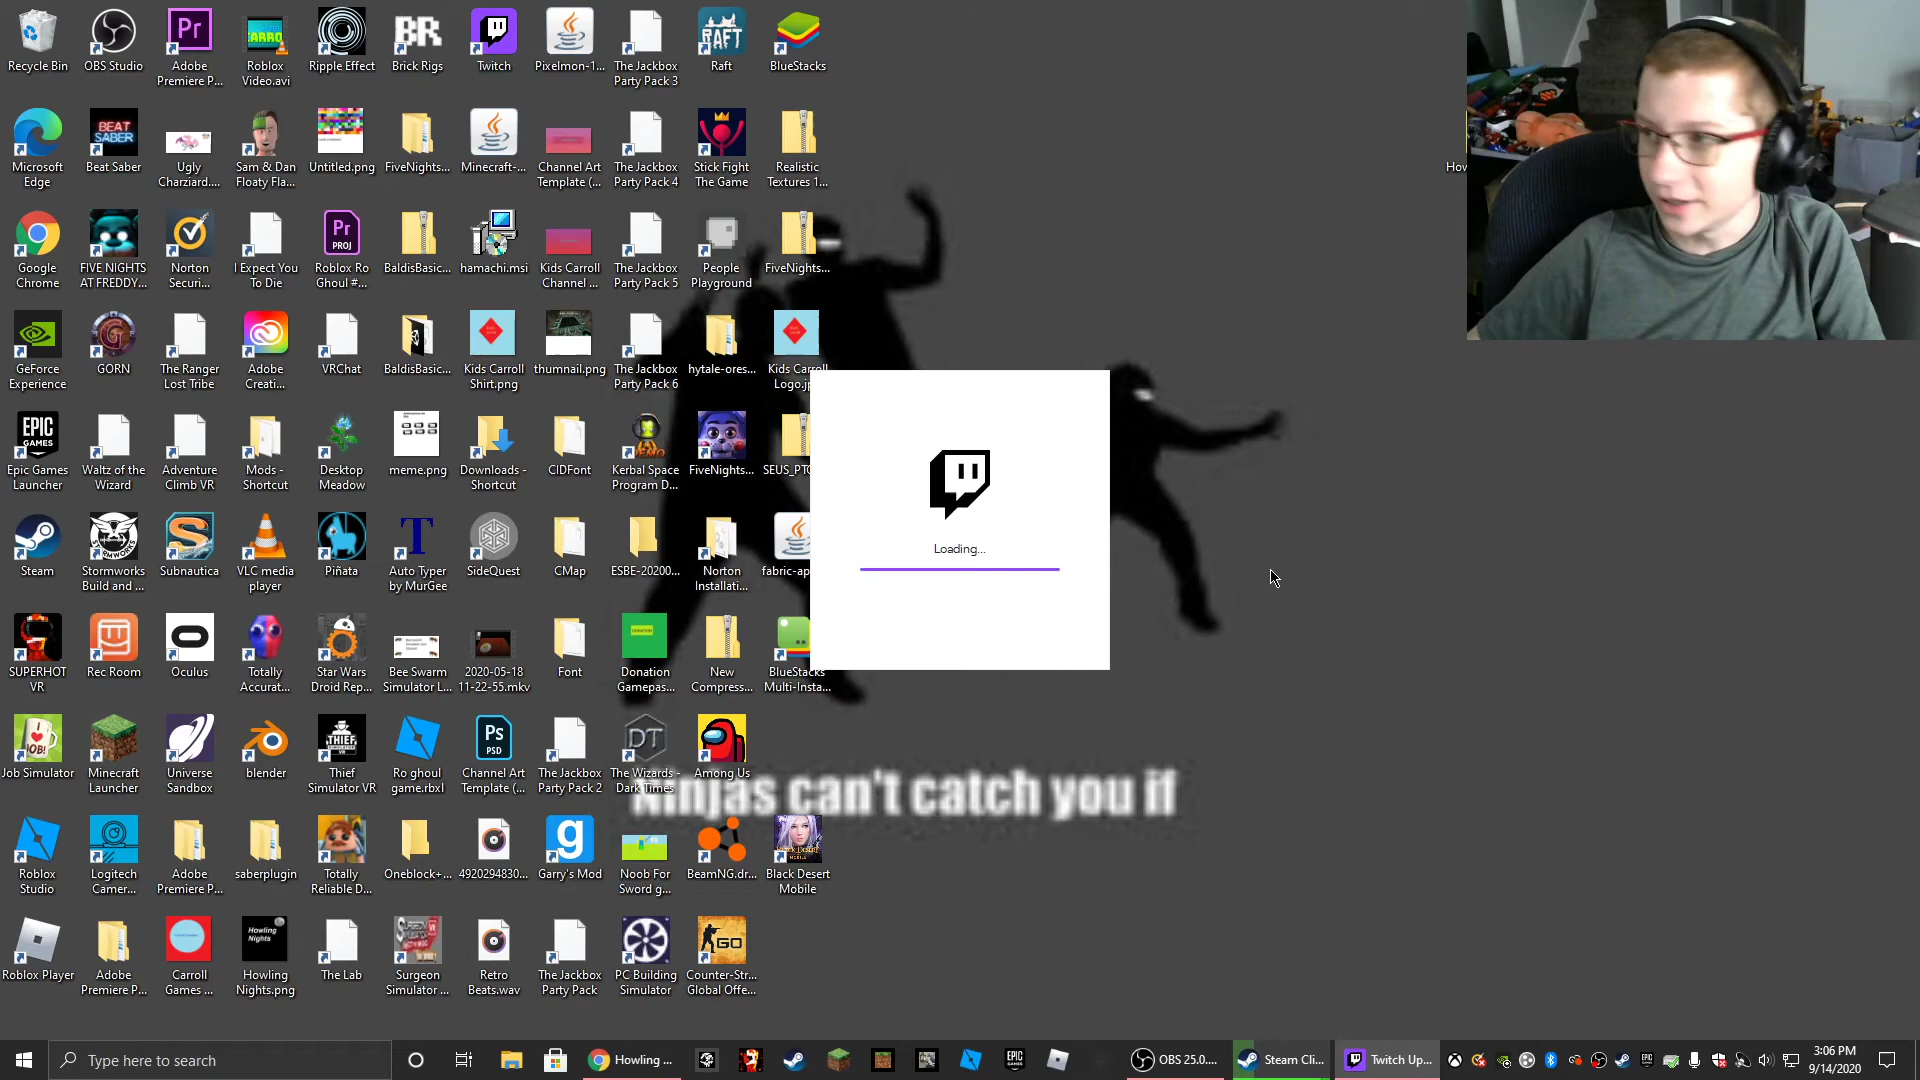 Recycle Bin
OBS Studio
Adobe
Premiere P...
Roblox
Video.avi
Ripple Effect
Brick Rigs
Twitch
Pixelmon-1...
The Jackbox
Party Pack 3
Raft
BlueStacks
Microsoft
Edge
Beat Saber
Ugly
Charziard....
Sam & Dan
Floaty Fla...
Untitled.png
FiveNights...
Minecraft-...
Channel Art
Template (...
The Jackbox
Party Pack 4
Stick Fight
The Game
Realistic
Textures 1...
How
Google
Chrome
FIVE NIGHTS
AT FREDDY...
Norton
Securi...
I Expect You
To Die
Roblox Ro
Ghoul #...
BaldisBasic...
hamachi.msi
Kids Carroll
Channel ...
The Jackbox
Party Pack 5
People
Playground
FiveNights...
GeForce
Experience
GORN
The Ranger
Lost Tribe
Adobe
Creati...
VRChat
BaldisBasic...
Kids Carroll
Shirt.png
thumnail.png
The Jackbox
Party Pack 6
hytale-ores...
Kids Carroll
Logo.jp
Epic Games
Launcher
Waltz of the
Wizard
Adventure
Climb VR
Mods -
Shortcut
Desktop
Meadow
meme.png
Downloads -
Shortcut
CIDFont
Kerbal Space
Program D...
FiveNights...
SEUS_PTG
Steam
Stormworks
Build and ...
Subnautica
VLC media
player
Piñata
Auto Typer
by MurGee
SideQuest
CMap
ESBE-20200...
Norton
Installati...
fabric-ap
Loading...
SUPERHOT
VR
Rec Room
Oculus
Totally
Accurat...
Star Wars
Droid Rep...
Bee Swarm
Simulator L...
2020-05-18
11-22-55.mkv
Font
Donation
Gamepas...
New
Compress...
BlueStacks
Multi-Insta...
Job Simulator
Minecraft
Launcher
Universe
Sandbox
blender
Thief
Simulator VR
Ro ghoul
game.rbxl
Channel Art
Template (...
The Jackbox
Party Pack 2
The Wizards -
Dark Times
Among Us
Ninjas can't catch you if
Roblox
Studio
Logitech
Camer...
Adobe
Premiere P...
saberplugin
Totally
Reliable D...
Oneblock+...
4920294830...
Garry's Mod
Noob For
Sword g...
BeamNG.dr...
Black Desert
Mobile
Roblox Player
Adobe
Premiere P...
Carroll
Games ...
Howling
Nights.png
The Lab
Surgeon
Simulator ...
Retro
Beats.wav
The Jackbox
Party Pack
PC Building
Simulator
Counter-Str...
Global Offe...
Type here to search
Howling ...
OBS 25.0....
Steam Cli...
Twitch Up...
3:06 PM
9/14/2020